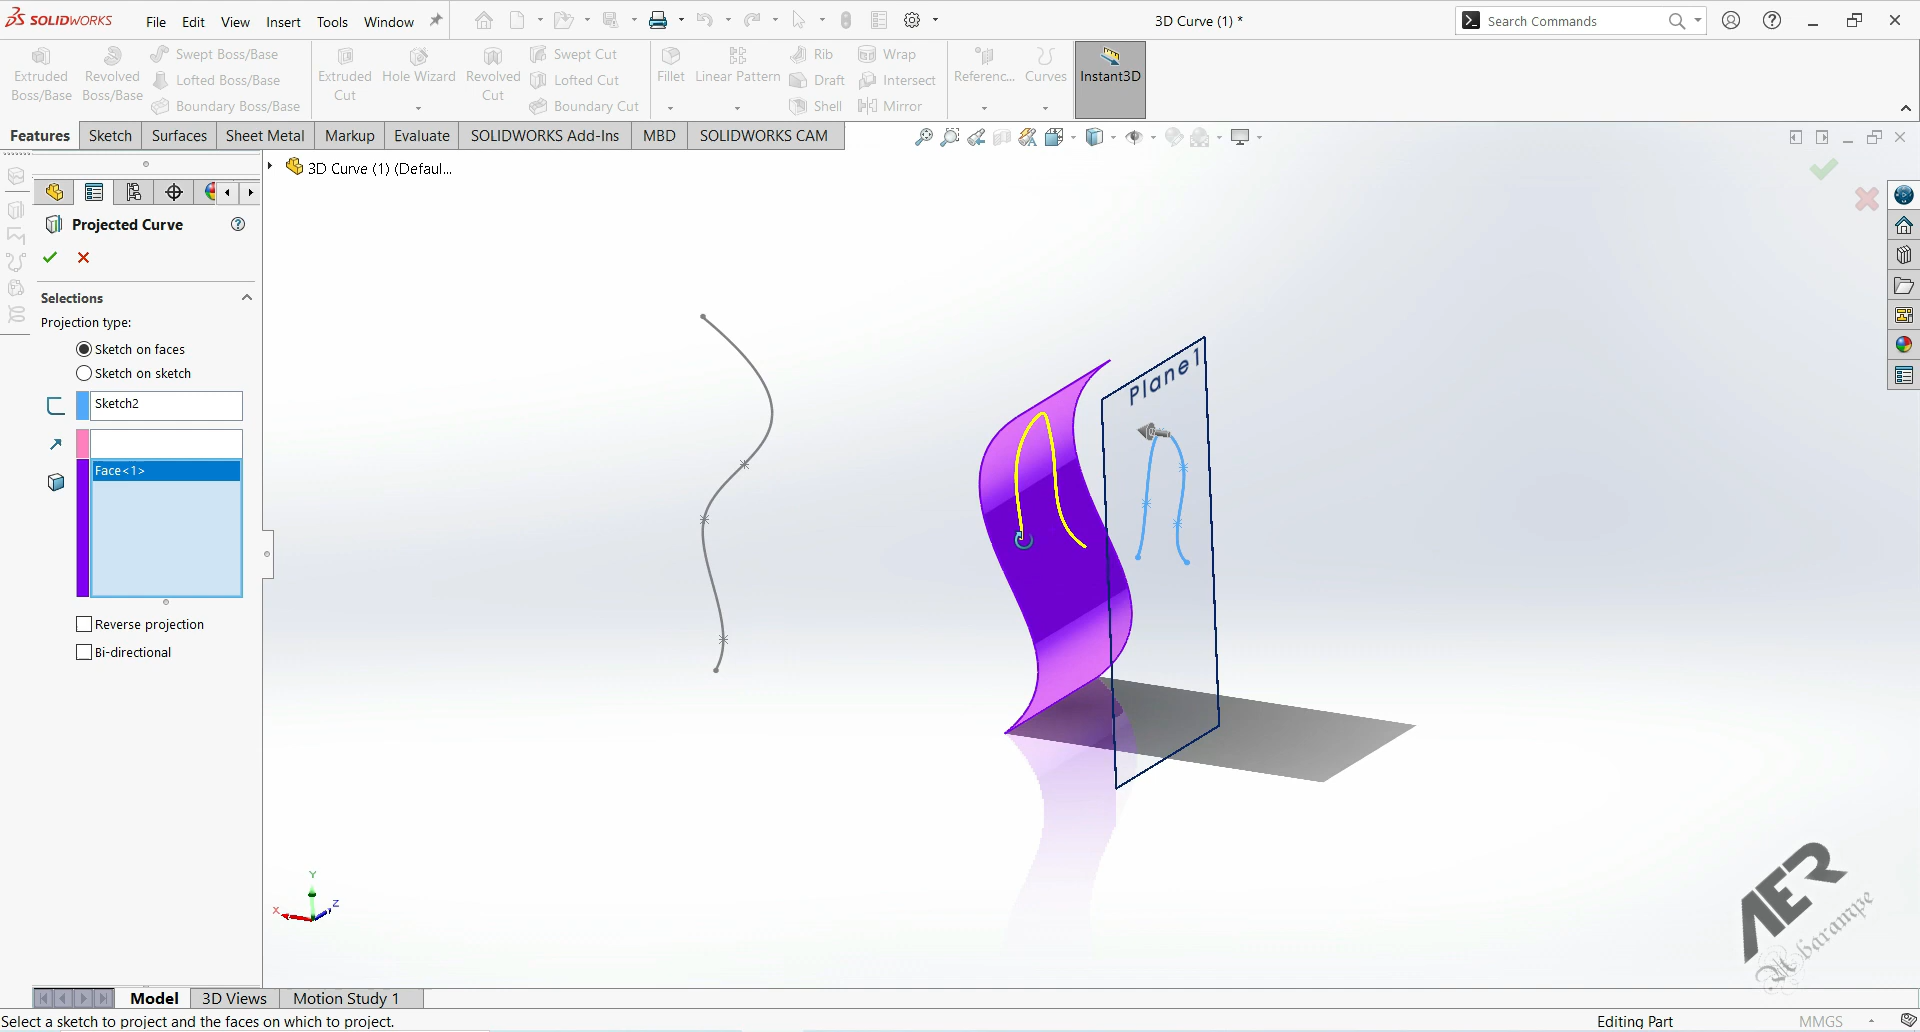 SOLIDWORKS File Edit View Insert Tools Window 3D Curve (1) * Search Commands
Extruded Boss/Base
Revolved Boss/Base
Swept Boss/Base
Lofted Boss/Base
Boundary Boss/Base
Extruded Cut
Hole Wizard
Revolved Cut
Swept Cut
Lofted Cut
Boundary Cut
Fillet
Linear Pattern
Rib
Draft
Shell
Wrap
Intersect
Mirror
Referenc...
Curves
Instant3D
Features Sketch Surfaces Sheet Metal Markup Evaluate SOLIDWORKS Add-Ins MBD SOLIDWORKS CAM
3D Curve (1) (Defaul...
Projected Curve
Selections
Projection type:
Sketch on faces
Sketch on sketch
Sketch2
Face<1>
Reverse projection
Bi-directional
Plane1
Y
X
Z
AER
Model 3D Views Motion Study 1
Select a sketch to project and the faces on which to project. Editing Part MMGS